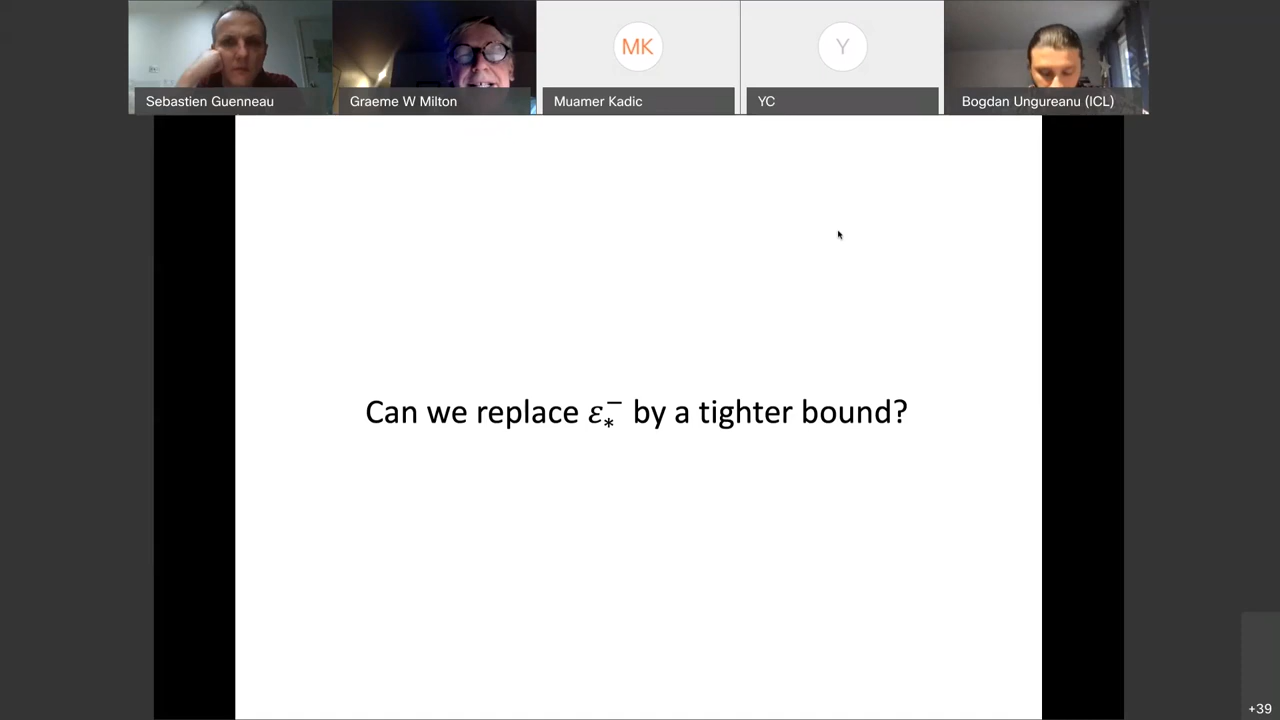 MK
Y
Sebastien Guenneau
Graeme W Milton
Muamer Kadic
YC
Bogdan Ungureanu (ICL)
Can we replace ε∗− by a tighter bound?
+39